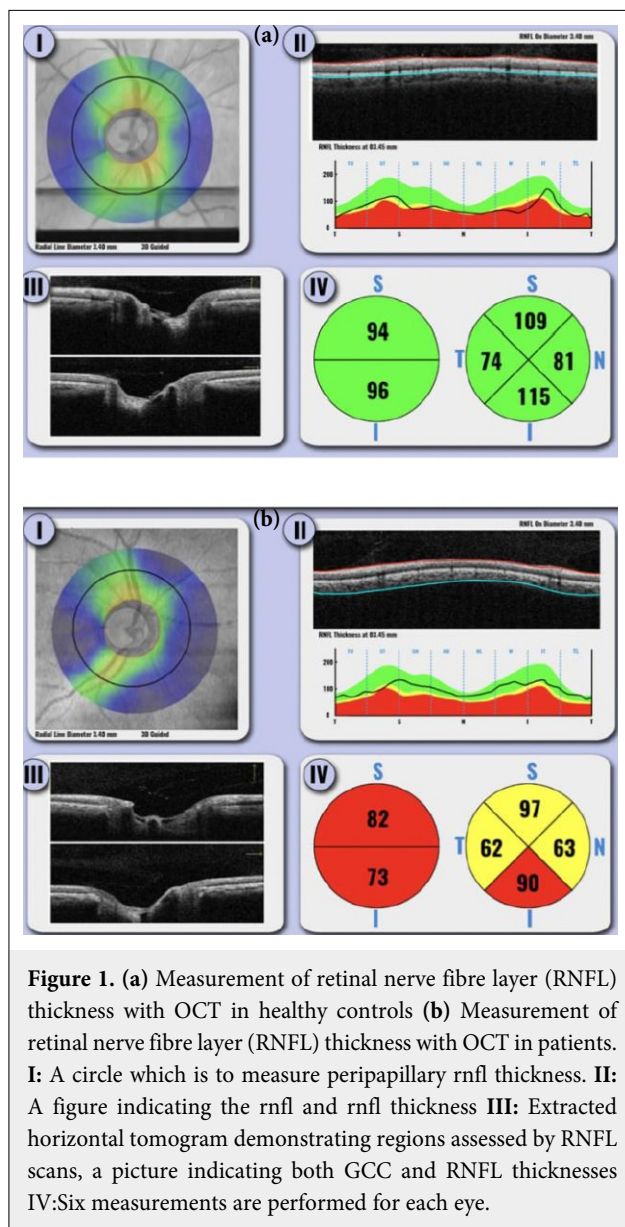 (a)
I
Radial Line Diameter 3.40 mm 3D Guided
II
RNFL On Diameter 3.40 mm
RNFL Thickness at 03.45 mm
200
100
0
T S N I T
III
IV
S
94
96
I
S
109
T 74 81 N
115
I
(b)
I
Radial Line Diameter 3.40 mm 3D Guided
II
RNFL On Diameter 3.40 mm
RNFL Thickness at 03.45 mm
200
100
0
T S N I T
III
IV
S
82
73
I
S
97
T 62 63 N
90
I
Figure 1. (a) Measurement of retinal nerve fibre layer (RNFL)
thickness with OCT in healthy controls (b) Measurement of
retinal nerve fibre layer (RNFL) thickness with OCT in patients.
I: A circle which is to measure peripapillary rnfl thickness. II:
A figure indicating the rnfl and rnfl thickness III: Extracted
horizontal tomogram demonstrating regions assessed by RNFL
scans, a picture indicating both GCC and RNFL thicknesses
IV:Six measurements are performed for each eye.